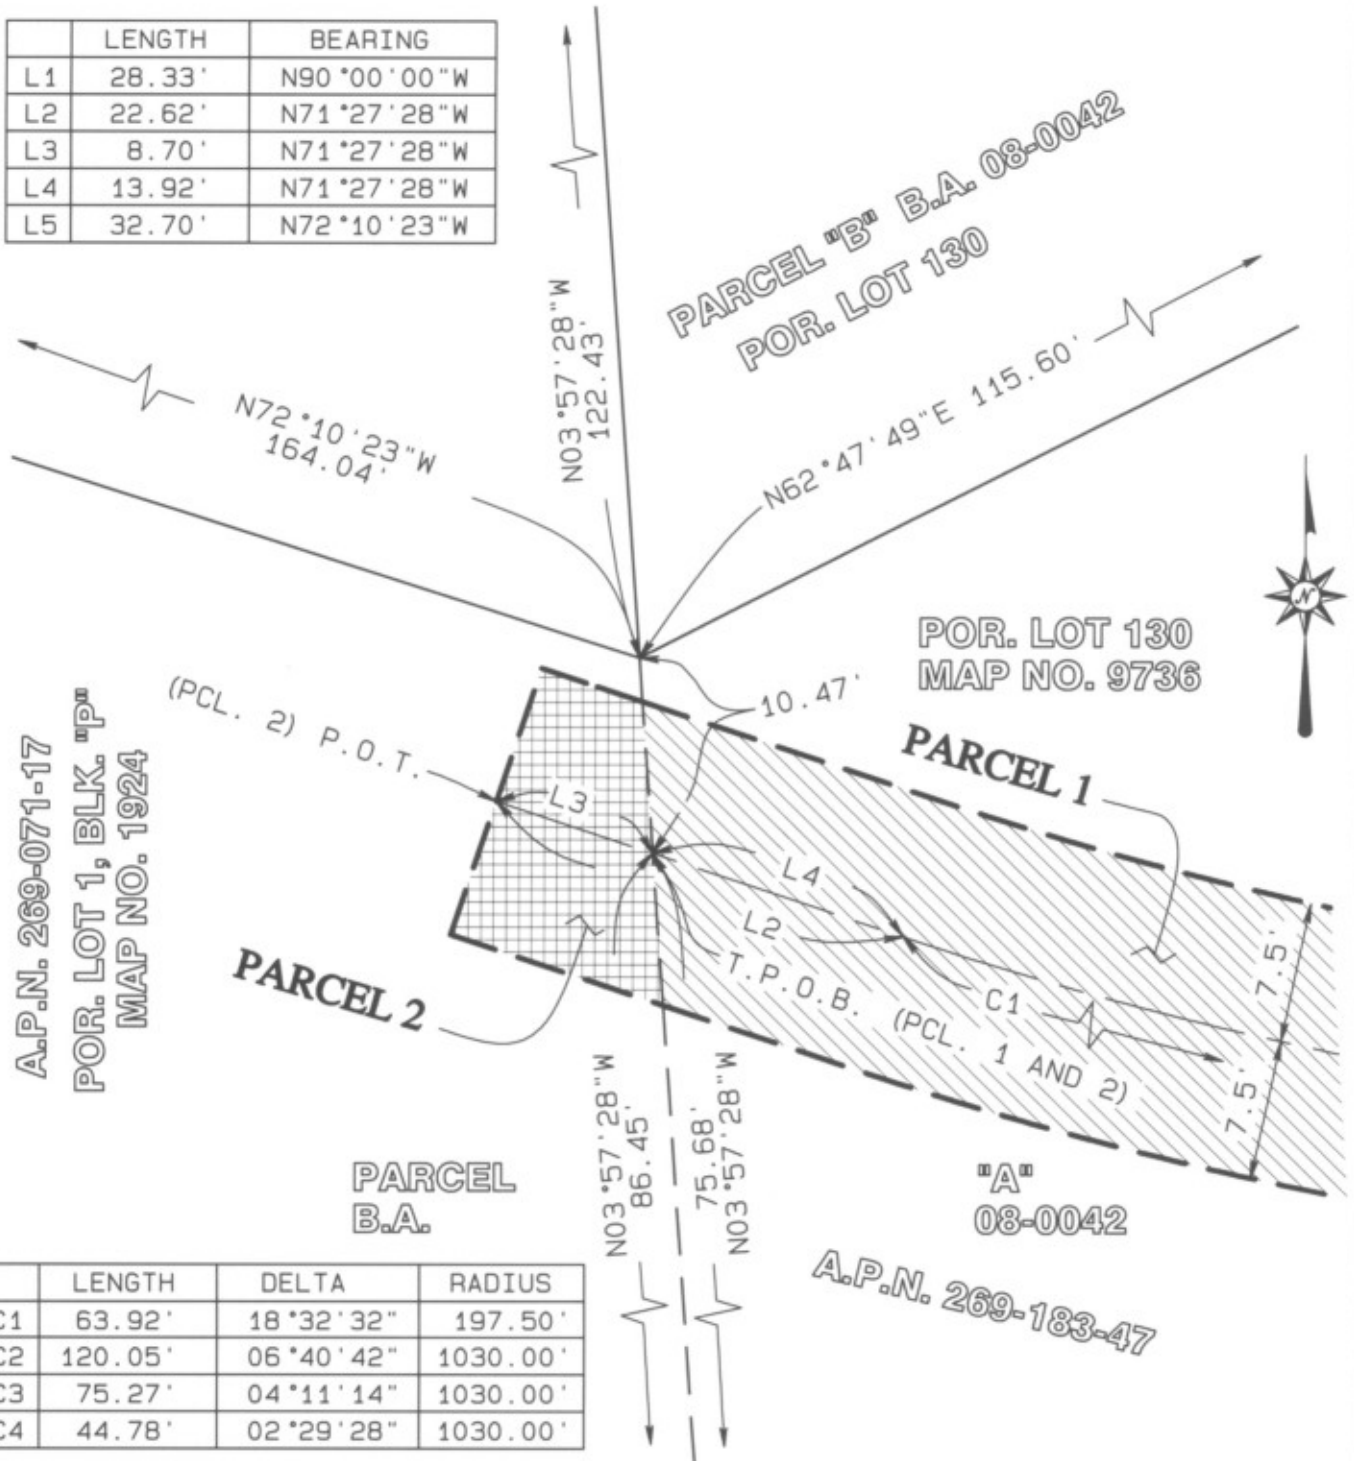 LENGTH BEARING
L1 28.33' N90°00'00"W
L2 22.62' N71°27'28"W
L3 8.70' N71°27'28"W
L4 13.92' N71°27'28"W
L5 32.70' N72°10'23"W
PARCEL "B" B.A. 08-0042
POR. LOT 130
N03°57'28"W
122.43'
N72°10'23"W
164.04'
N62°47'49"E 115.60'
N
POR. LOT 130
MAP NO. 9736
10.47'
(PCL. 2) P.O.T.
PARCEL 1
A.P.N. 269-071-17
POR. LOT 1, BLK. "P"
MAP NO. 1924
L3
L4
L2
T.P.O.B. (PCL. 1 AND 2)
C1
7.5'
7.5'
PARCEL 2
N03°57'28"W
86.45'
75.68'
N03°57'28"W
PARCEL
B.A.
"A"
08-0042
A.P.N. 269-183-47
LENGTH DELTA RADIUS
C1 63.92' 18°32'32" 197.50'
C2 120.05' 06°40'42" 1030.00'
C3 75.27' 04°11'14" 1030.00'
C4 44.78' 02°29'28" 1030.00'